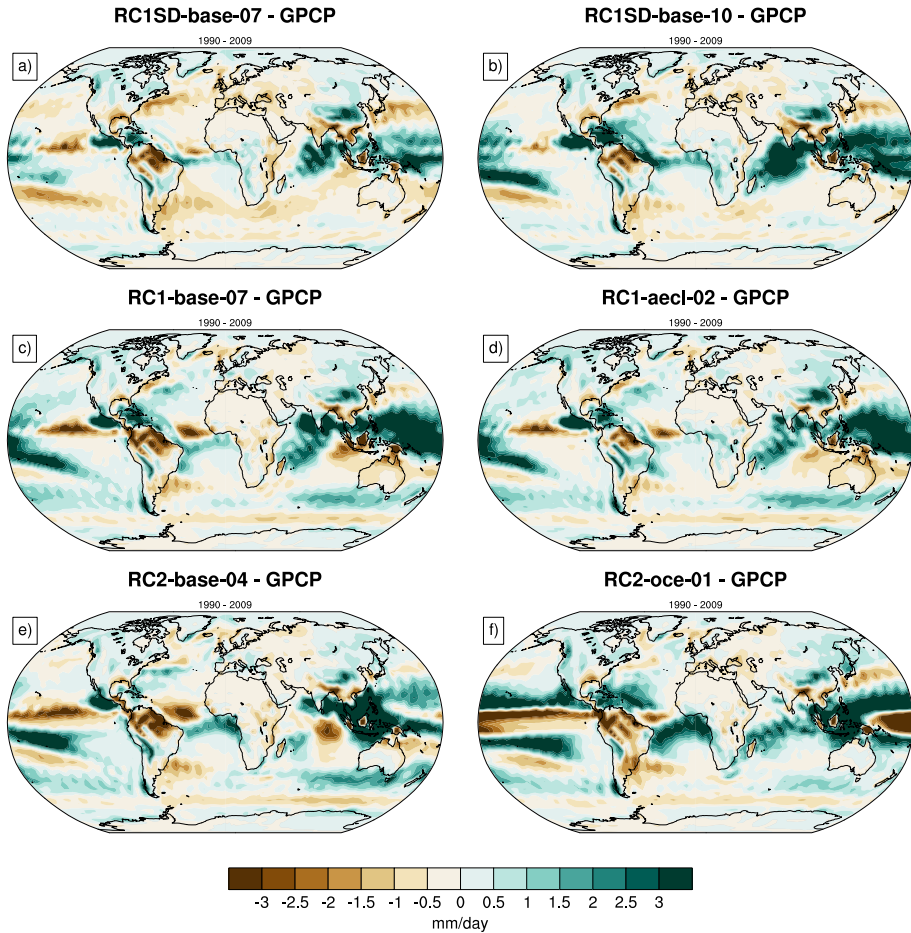 RC1SD-base-07 - GPCP
1990 - 2009
a)
RC1SD-base-10 - GPCP
1990 - 2009
b)
RC1-base-07 - GPCP
1990 - 2009
c)
RC1-aecl-02 - GPCP
1990 - 2009
d)
RC2-base-04 - GPCP
1990 - 2009
e)
RC2-oce-01 - GPCP
1990 - 2009
f)
-3 -2.5 -2 -1.5 -1 -0.5 0 0.5 1 1.5 2 2.5 3
mm/day